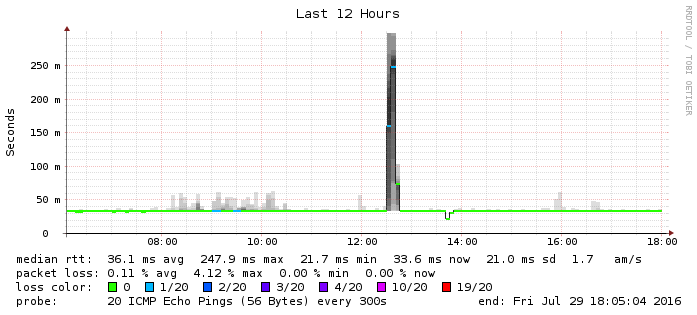 Last 12 Hours
RRDTOOL / TOBI OETIKER
Seconds
250 m
200 m
150 m
100 m
50 m
0
08:00 10:00 12:00 14:00 16:00 18:00
median rtt: 36.1 ms avg 247.9 ms max 21.7 ms min 33.6 ms now 21.0 ms sd 1.7 am/s
packet loss: 0.11 % avg 4.12 % max 0.00 % min 0.00 % now
loss color: 0 1/20 2/20 3/20 4/20 10/20 19/20
probe: 20 ICMP Echo Pings (56 Bytes) every 300s end: Fri Jul 29 18:05:04 2016